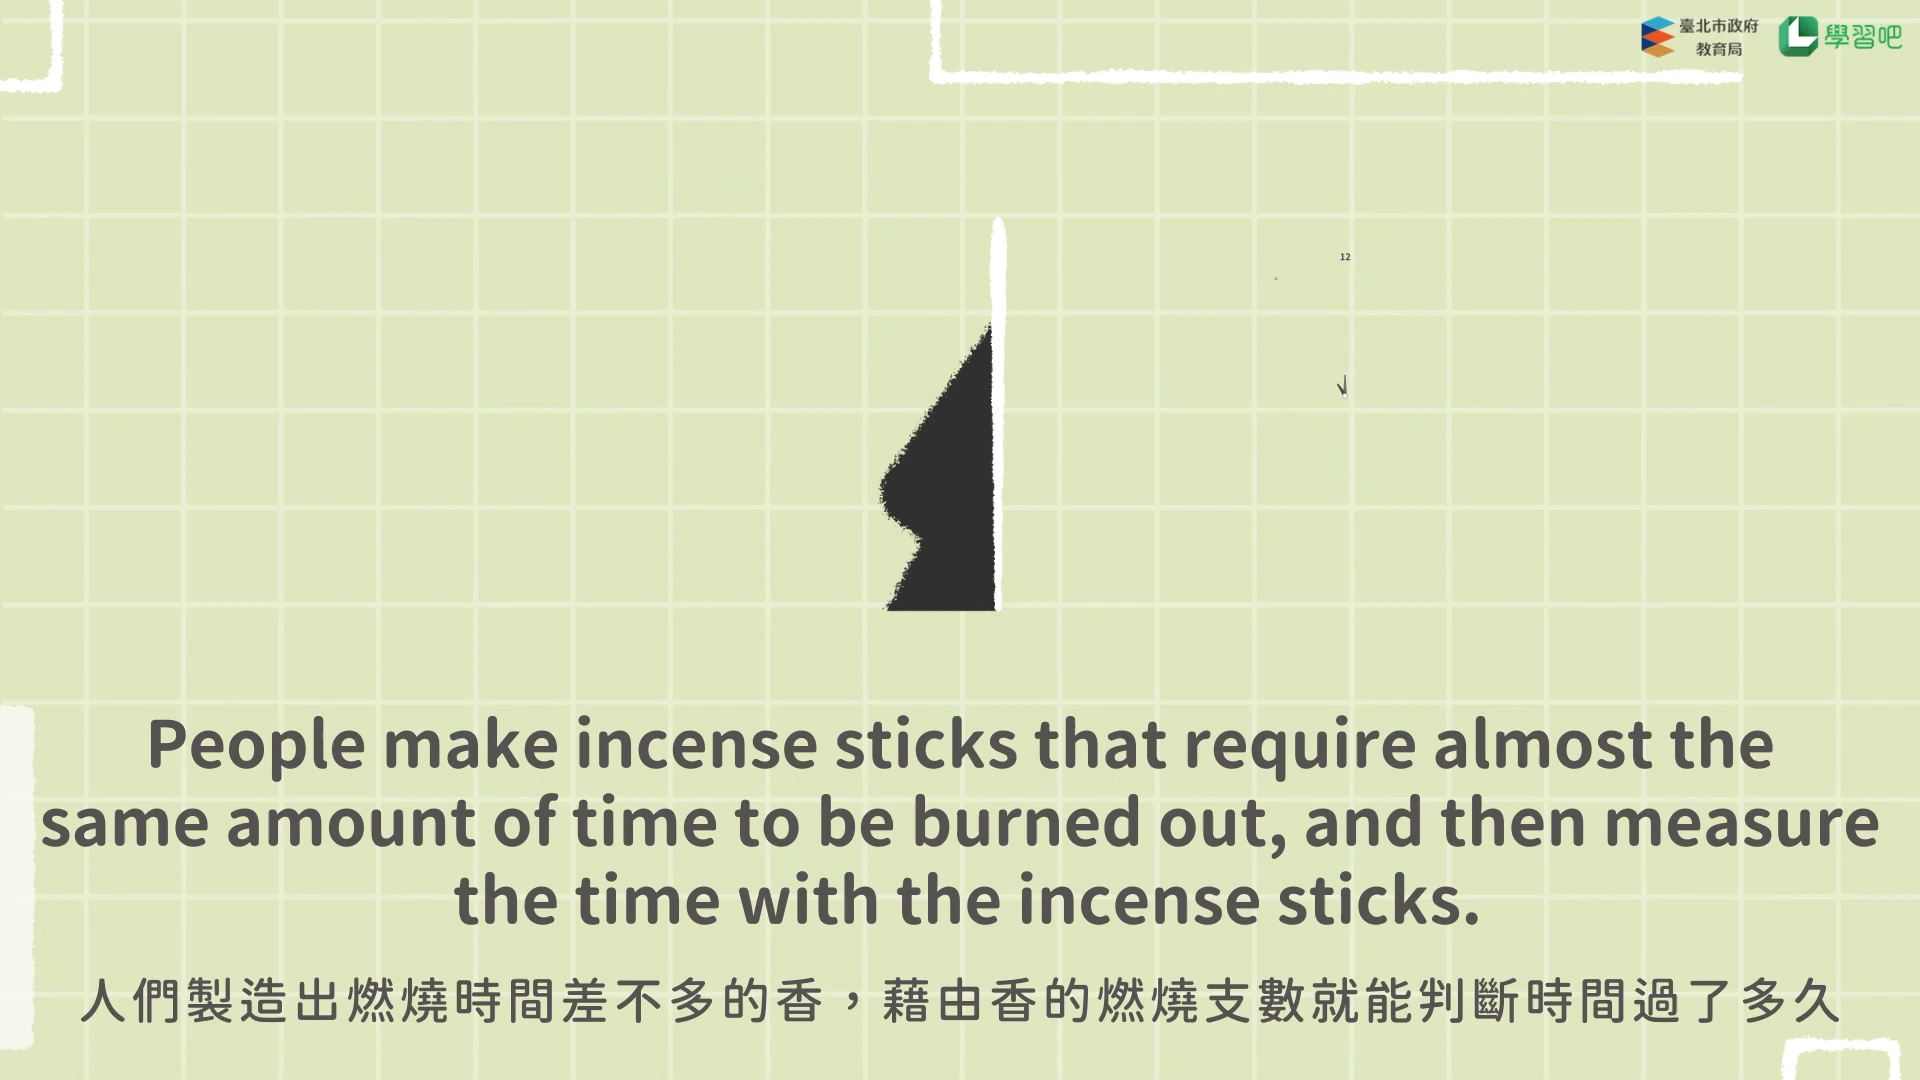 臺北市政府
教育局
學習吧
12
People make incense sticks that require almost the
same amount of time to be burned out, and then measure
the time with the incense sticks.
人們製造出燃燒時間差不多的香，藉由香的燃燒支數就能判斷時間過了多久